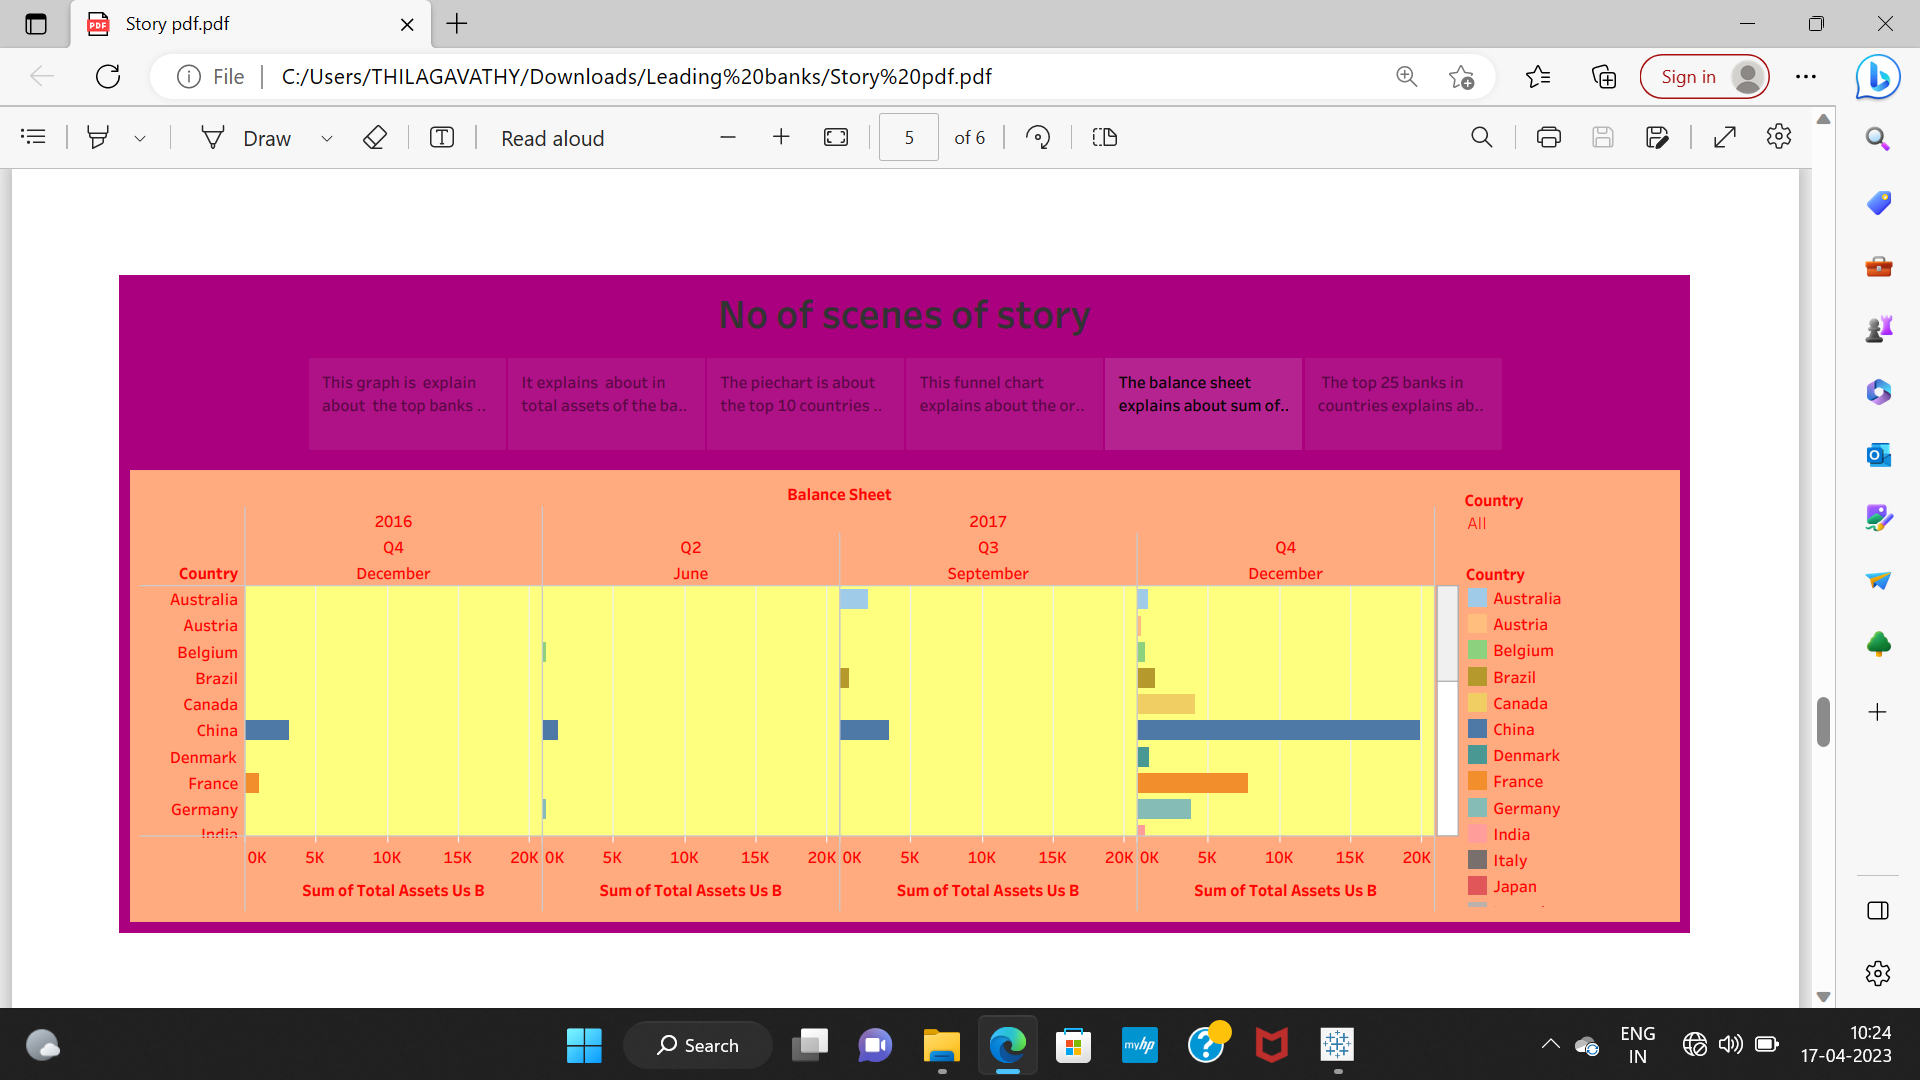 Story pdf.pdf
File
C:/Users/THILAGAVATHY/Downloads/Leading%20banks/Story%20pdf.pdf
Sign in
Draw
Read aloud
5 of 6
No of scenes of story
This graph is explain
about the top banks ..
It explains about in
total assets of the ba..
The piechart is about
the top 10 countries ..
This funnel chart
explains about the or..
The balance sheet
explains about sum of..
The top 25 banks in
countries explains ab..
Balance Sheet
2016 2017
Q4 Q2 Q3 Q4
Country December June September December
Australia
Austria
Belgium
Brazil
Canada
China
Denmark
France
Germany
India
0K 5K 10K 15K 20K 0K 5K 10K 15K 20K 0K 5K 10K 15K 20K 0K 5K 10K 15K 20K
Sum of Total Assets Us B Sum of Total Assets Us B Sum of Total Assets Us B Sum of Total Assets Us B
Country
All
Country
Australia
Austria
Belgium
Brazil
Canada
China
Denmark
France
Germany
India
Italy
Japan
Search
myhp
ENG
IN
10:24
17-04-2023